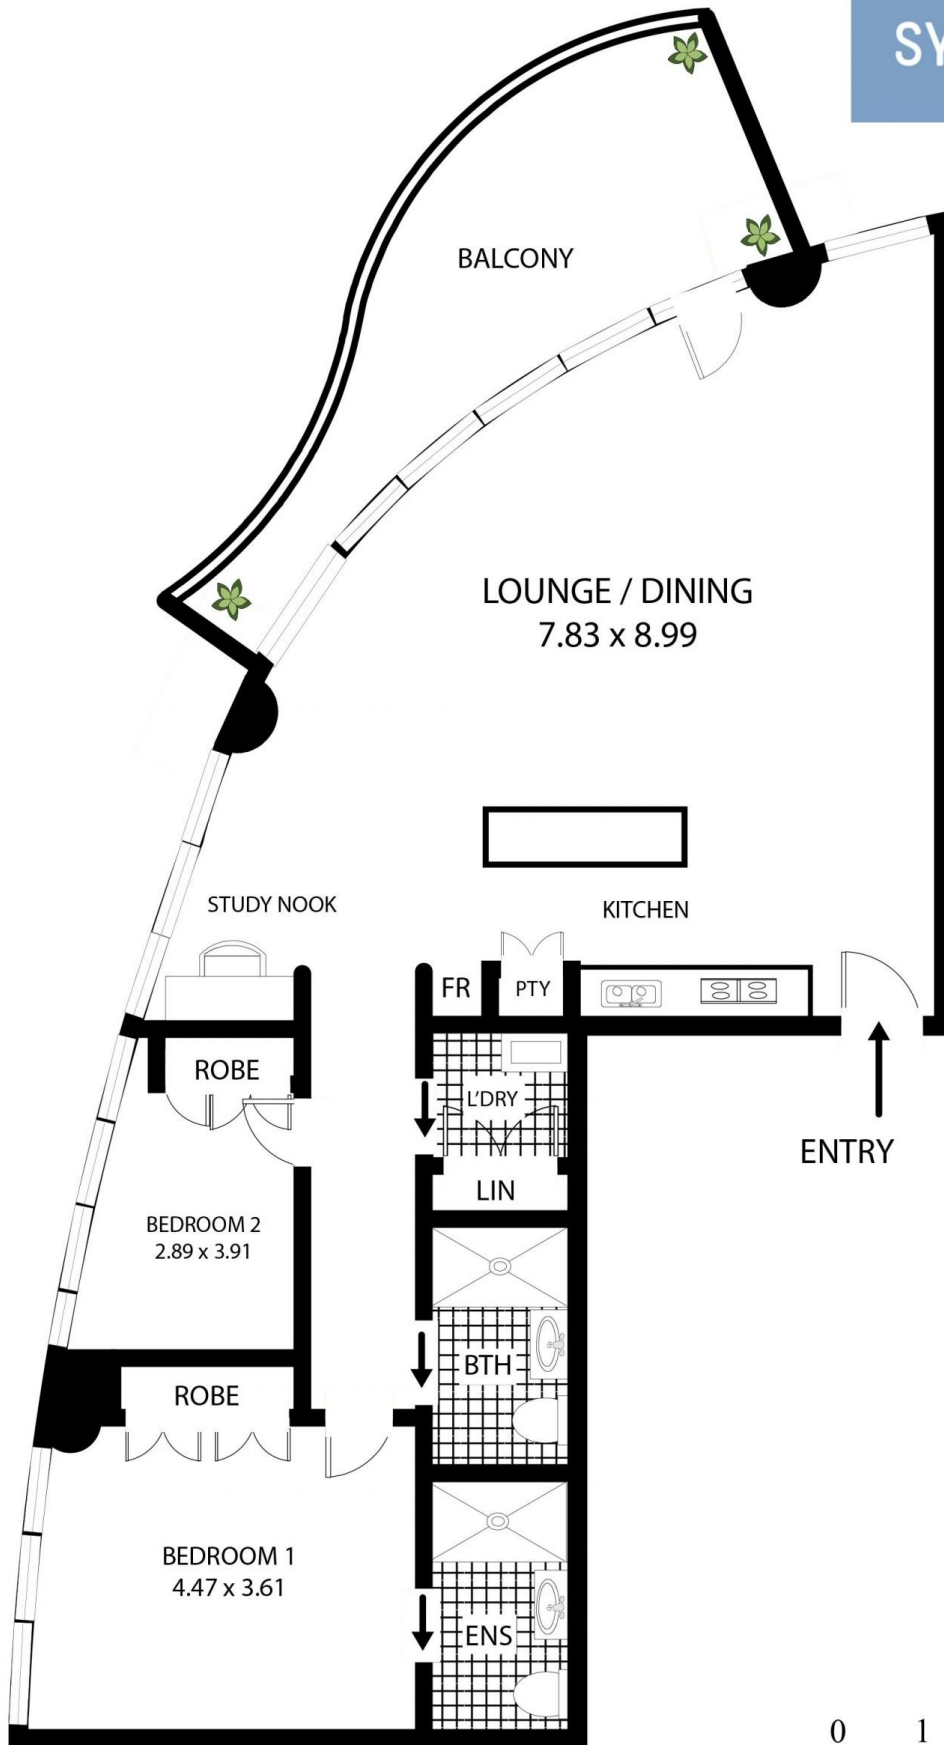 SY
BALCONY
LOUNGE / DINING
7.83 x 8.99
STUDY NOOK
KITCHEN
FR
PTY
ROBE
L'DRY
ENTRY
LIN
BEDROOM 2
2.89 x 3.91
BTH
ROBE
BEDROOM 1
4.47 x 3.61
ENS
0 1